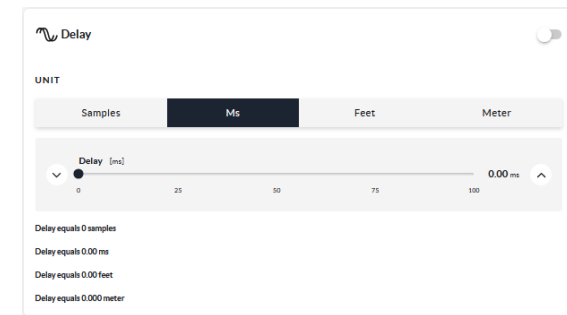 Delay
UNIT
Samples Ms Feet Meter
Delay [ms]
0.00 ms
0 25 50 75 100
Delay equals 0 samples
Delay equals 0.00 ms
Delay equals 0.00 feet
Delay equals 0.000 meter